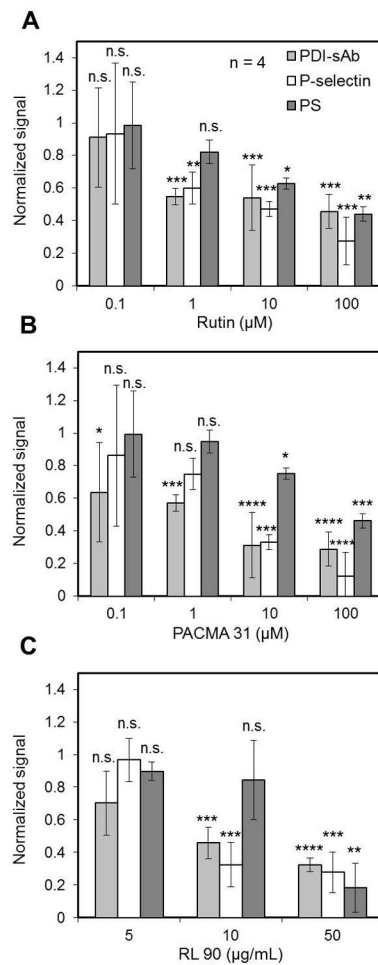 A
n = 4
PDI-sAb
P-selectin
PS
Normalized signal
1.4
1.2
1
0.8
0.6
0.4
0.2
0
n.s. n.s. n.s.
*** ** n.s.
*** *** *
*** *** **
0.1 1 10 100
Rutin (µM)
B
Normalized signal
1.4
1.2
1
0.8
0.6
0.4
0.2
0
* n.s. n.s.
*** n.s. n.s.
**** *** *
**** **** ***
0.1 1 10 100
PACMA 31 (µM)
C
Normalized signal
1.4
1.2
1
0.8
0.6
0.4
0.2
0
n.s. n.s. n.s.
*** *** n.s.
**** *** **
5 10 50
RL 90 (µg/mL)